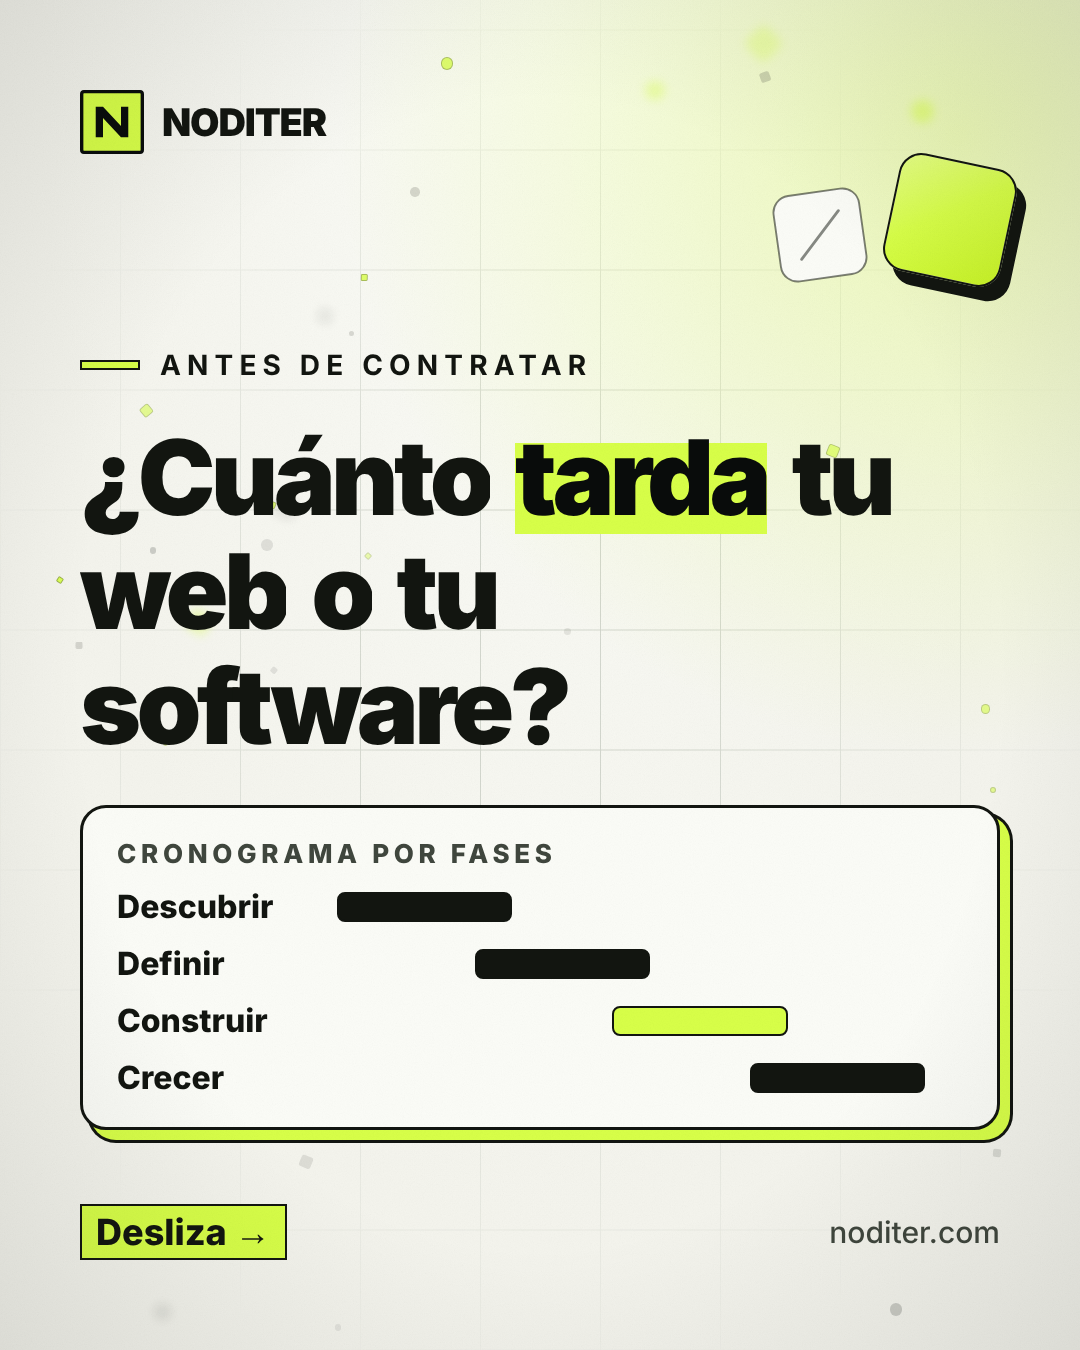 N NODITER
ANTES DE CONTRATAR
¿Cuánto tarda tu
web o tu
software?
CRONOGRAMA POR FASES
Descubrir
Definir
Construir
Crecer
Desliza →
noditer.com